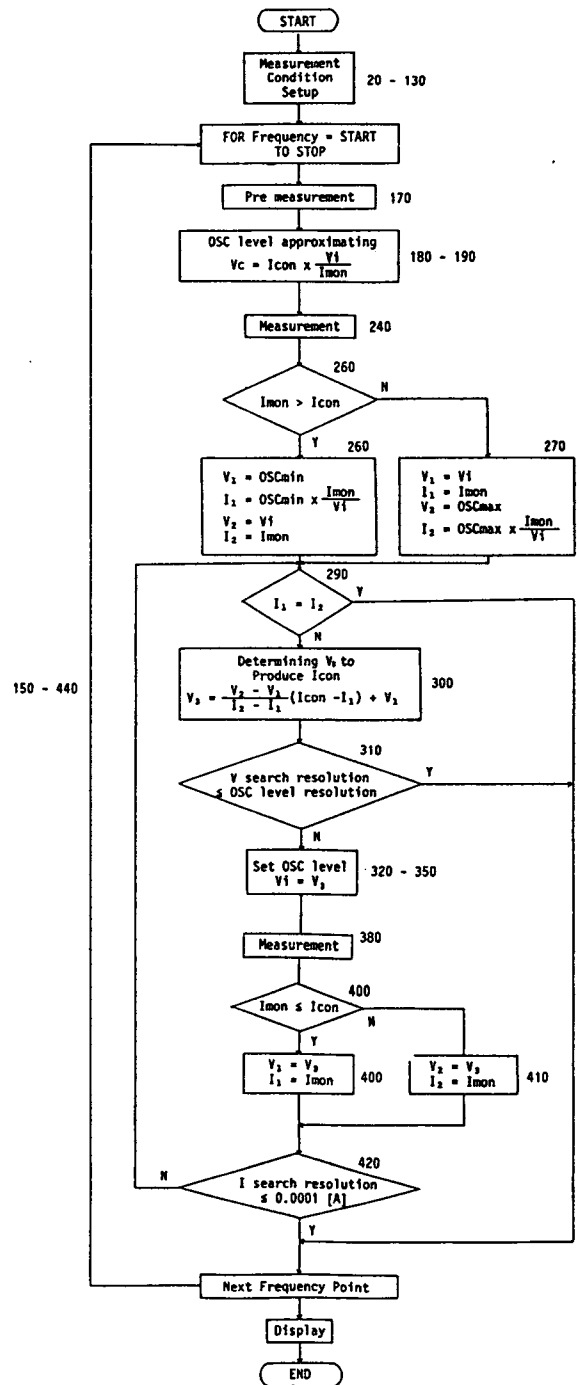 START
Measurement
Condition
Setup
20 - 130
FOR Frequency = START
TO STOP
Pre measurement
170
OSC level approximating
Vc = Icon x Vi/Imon
180 - 190
Measurement
240
260
Imon > Icon
N
Y
260
V₁ = OSCmin
I₁ = OSCmin x Imon/Vi
V₂ = Vi
I₂ = Imon
270
V₁ = Vi
I₁ = Imon
V₂ = OSCmax
I₂ = OSCmax x Imon/Vi
290
I₁ = I₂
Y
N
Determining V₃ to
Produce Icon
V₃ = V₂ - V₁/I₂ - I₁ (Icon -I₁) + V₁
300
150 - 440
310
V search resolution
≤ OSC level resolution
Y
N
Set OSC level
Vi = V₃
320 - 350
Measurement
380
400
Imon ≤ Icon
N
Y
V₁ = V₃
I₁ = Imon
400
V₂ = V₃
I₂ = Imon
410
420
N
I search resolution
≤ 0.0001 [A]
Y
Next Frequency Point
Display
END